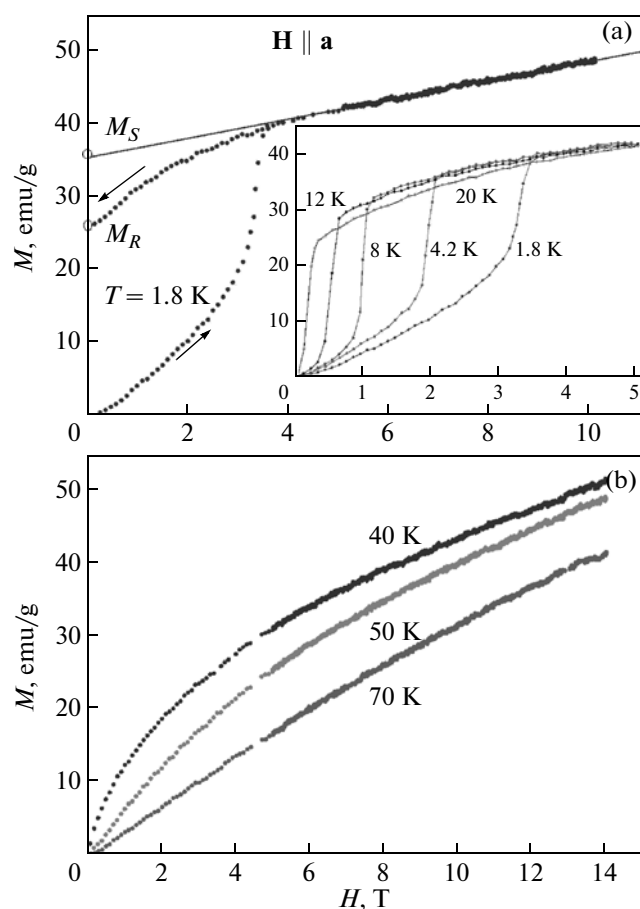 (a)
H ∥ a
50
40
30
20
10
0
M, emu/g
M_S
M_R
T = 1.8 K
40
30
20
10
0
12 K
20 K
8 K
4.2 K
1.8 K
1 2 3 4 5
0 2 4 6 8 10
(b)
50
40
30
20
10
M, emu/g
40 K
50 K
70 K
0 2 4 6 8 10 12 14
H, T